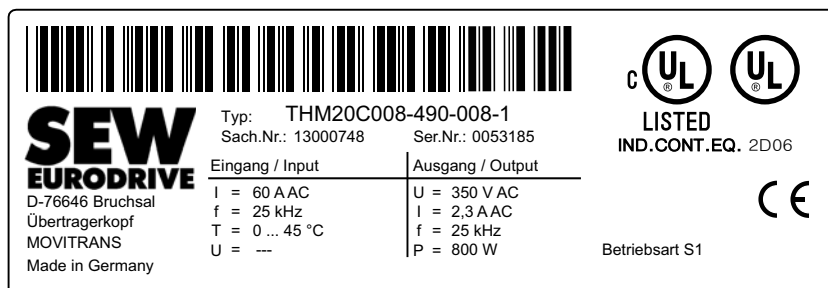 Typ: THM20C008-490-008-1
Sach.Nr.: 13000748 Ser.Nr.: 0053185
SEW
EURODRIVE
D-76646 Bruchsal
Übertragerkopf
MOVITRANS
Made in Germany
Eingang / Input
I = 60 A AC
f = 25 kHz
T = 0 ... 45 °C
U = ---
Ausgang / Output
U = 350 V AC
I = 2,3 A AC
f = 25 kHz
P = 800 W
C UL ® UL ®
LISTED
IND.CONT.EQ. 2D06
CE
Betriebsart S1